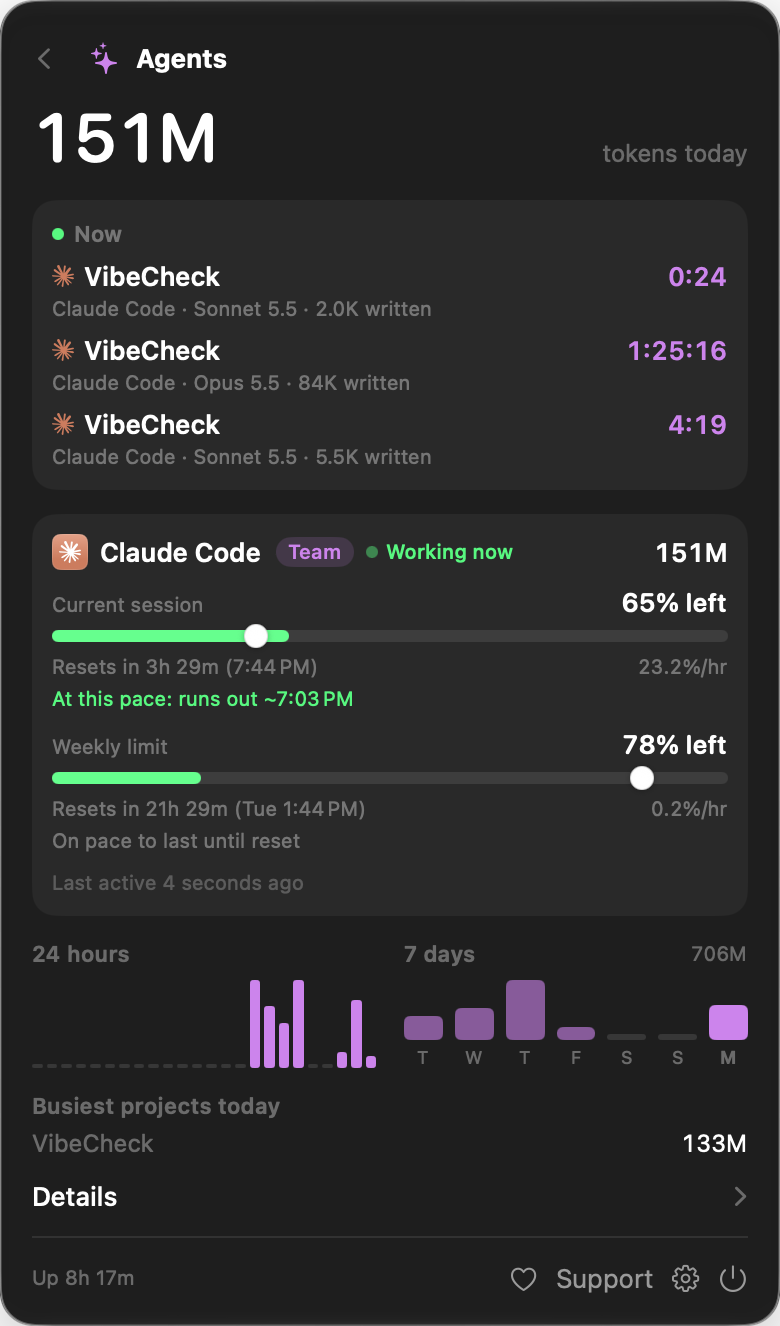 Agents
151M
tokens today
Now
VibeCheck 0:24
Claude Code · Sonnet 5.5 · 2.0K written
VibeCheck 1:25:16
Claude Code · Opus 5.5 · 84K written
VibeCheck 4:19
Claude Code · Sonnet 5.5 · 5.5K written
Claude Code Team Working now 151M
Current session 65% left
Resets in 3h 29m (7:44 PM) 23.2%/hr
At this pace: runs out ~7:03 PM
Weekly limit 78% left
Resets in 21h 29m (Tue 1:44 PM) 0.2%/hr
On pace to last until reset
Last active 4 seconds ago
24 hours
7 days 706M
T W T F S S M
Busiest projects today
VibeCheck 133M
Details
Up 8h 17m Support